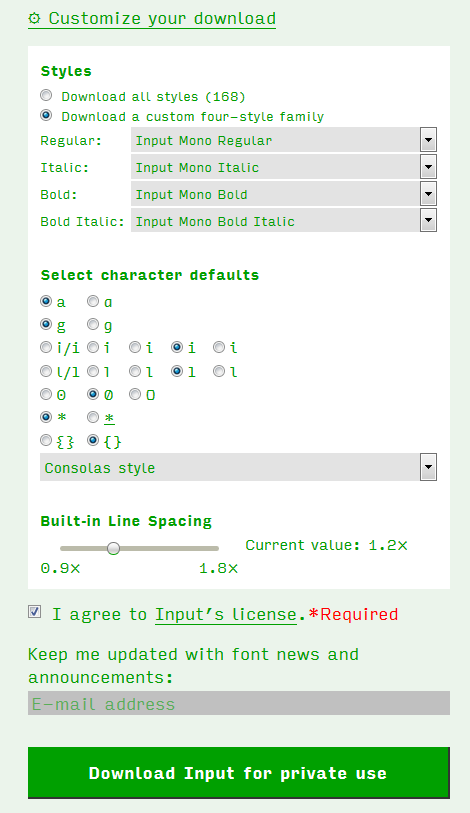 ⚙ Customize your download
Styles
Download all styles (168)
Download a custom four-style family
Regular: Input Mono Regular
Italic: Input Mono Italic
Bold: Input Mono Bold
Bold Italic: Input Mono Bold Italic
Select character defaults
a ɑ
g g
i/i i i i i
l/l l l l l
0 0 O
* *
{} {}
Consolas style
Built-in Line Spacing
Current value: 1.2×
0.9× 1.8×
I agree to Input's license.*Required
Keep me updated with font news and
announcements:
E-mail address
Download Input for private use